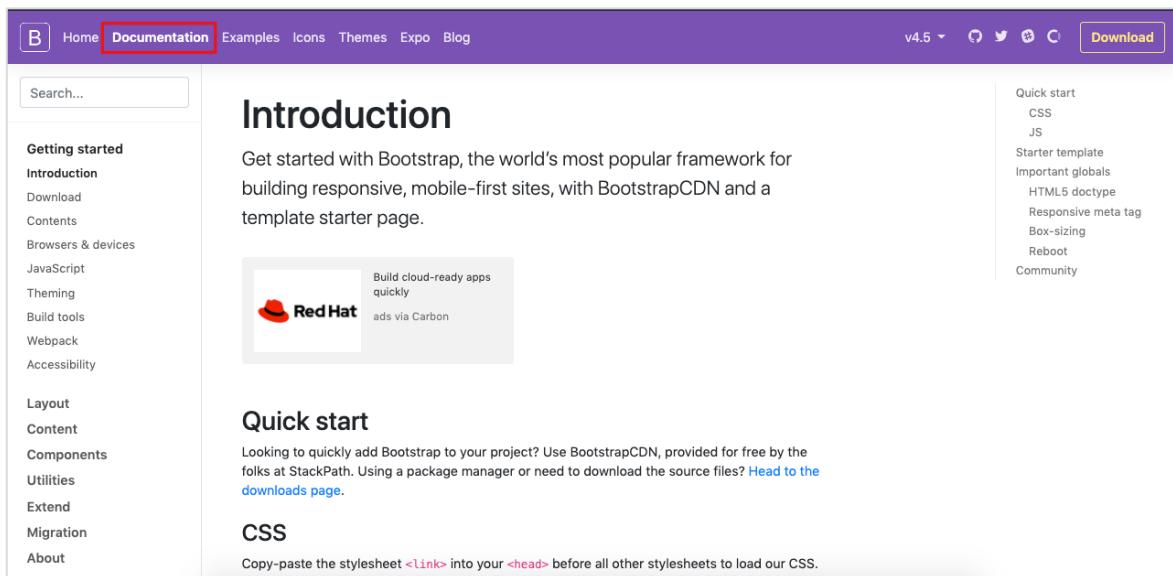 B Home Documentation Examples Icons Themes Expo Blog v4.5 Download
Search...
Getting started
Introduction
Download
Contents
Browsers & devices
JavaScript
Theming
Build tools
Webpack
Accessibility
Layout
Content
Components
Utilities
Extend
Migration
About
Introduction
Get started with Bootstrap, the world’s most popular framework for
building responsive, mobile-first sites, with BootstrapCDN and a
template starter page.
Red Hat
Build cloud-ready apps
quickly
ads via Carbon
Quick start
Looking to quickly add Bootstrap to your project? Use BootstrapCDN, provided for free by the
folks at StackPath. Using a package manager or need to download the source files? Head to the
downloads page.
CSS
Copy-paste the stylesheet <link> into your <head> before all other stylesheets to load our CSS.
Quick start
CSS
JS
Starter template
Important globals
HTML5 doctype
Responsive meta tag
Box-sizing
Reboot
Community